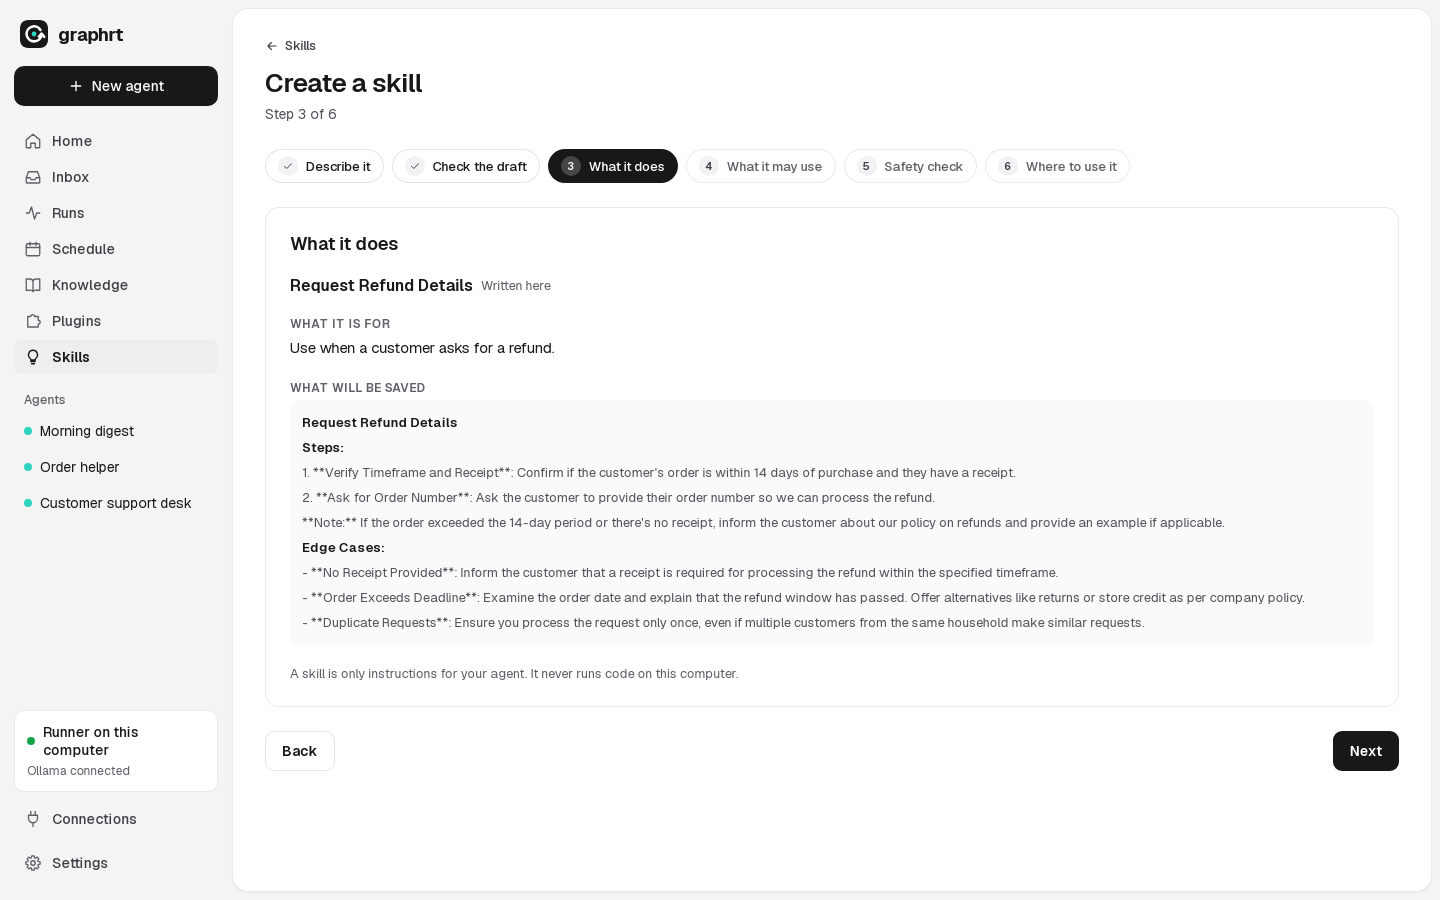 graphrt
New agent
Home
Inbox
Runs
Schedule
Knowledge
Plugins
Skills
Agents
Morning digest
Order helper
Customer support desk
Runner on this
computer
Ollama connected
Connections
Settings
Skills
Create a skill
Step 3 of 6
Describe it
Check the draft
3 What it does
4 What it may use
5 Safety check
6 Where to use it
What it does
Request Refund Details Written here
WHAT IT IS FOR
Use when a customer asks for a refund.
WHAT WILL BE SAVED
Request Refund Details
Steps:
1. **Verify Timeframe and Receipt**: Confirm if the customer's order is within 14 days of purchase and they have a receipt.
2. **Ask for Order Number**: Ask the customer to provide their order number so we can process the refund.
**Note:** If the order exceeded the 14-day period or there's no receipt, inform the customer about our policy on refunds and provide an example if applicable.
Edge Cases:
- **No Receipt Provided**: Inform the customer that a receipt is required for processing the refund within the specified timeframe.
- **Order Exceeds Deadline**: Examine the order date and explain that the refund window has passed. Offer alternatives like returns or store credit as per company policy.
- **Duplicate Requests**: Ensure you process the request only once, even if multiple customers from the same household make similar requests.
A skill is only instructions for your agent. It never runs code on this computer.
Back
Next